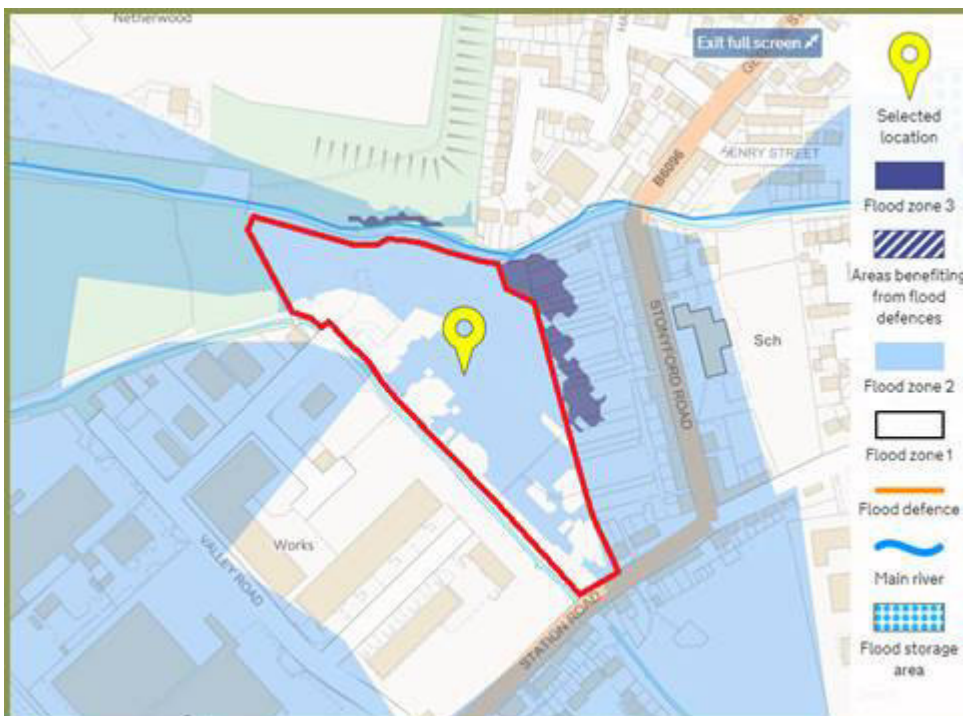 Netherwood
Exit full screen
B6096
HENRY STREET
STONYFORD ROAD
Sch
Works
VALLEY ROAD
STATION ROAD
Selected
location
Flood zone 3
Areas benefiting
from flood
defences
Flood zone 2
Flood zone 1
Flood defence
Main river
Flood storage
area